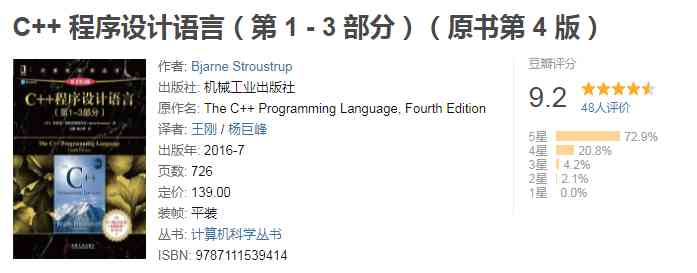 C++ 程序设计语言（第 1 - 3 部分）（原书第 4 版）
C++程序设计语言
（第1~3部分）
The C++ Programming Language
C++
作者: Bjarne Stroustrup
出版社: 机械工业出版社
原作名: The C++ Programming Language, Fourth Edition
译者: 王刚 / 杨巨峰
出版年: 2016-7
页数: 726
定价: 139.00
装帧: 平装
丛书: 计算机科学丛书
ISBN: 9787111539414
豆瓣评分
9.2
48人评价
5星 72.9%
4星 20.8%
3星 4.2%
2星 2.1%
1星 0.0%